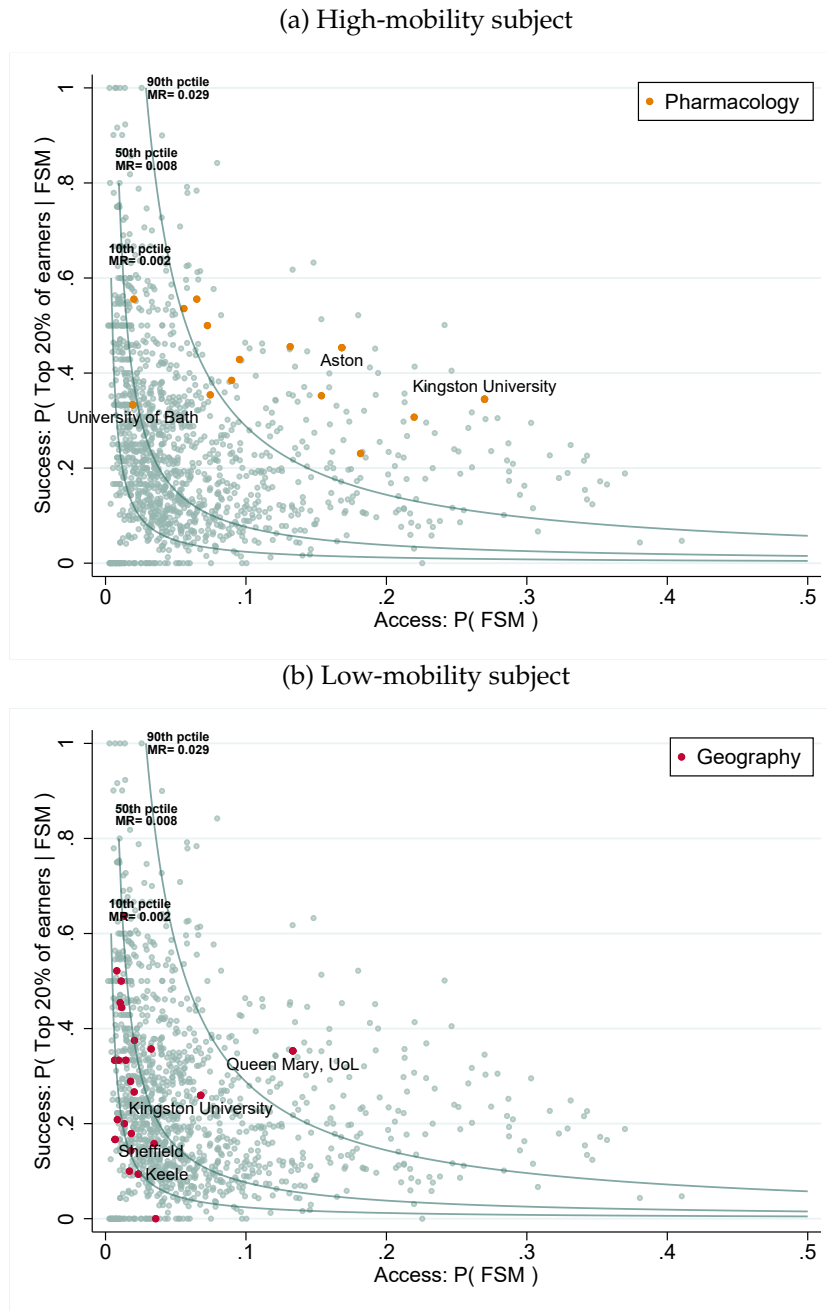 (a) High-mobility subject
90th pctile
MR= 0.029
Pharmacology
50th pctile
MR= 0.008
10th pctile
MR= 0.002
Aston
Kingston University
University of Bath
Success: P( Top 20% of earners | FSM )
1
.8
.6
.4
.2
0
0 .1 .2 .3 .4 .5
Access: P( FSM )
(b) Low-mobility subject
90th pctile
MR= 0.029
Geography
50th pctile
MR= 0.008
10th pctile
MR= 0.002
Queen Mary, UoL
Kingston University
Sheffield
Keele
Success: P( Top 20% of earners | FSM )
1
.8
.6
.4
.2
0
0 .1 .2 .3 .4 .5
Access: P( FSM )